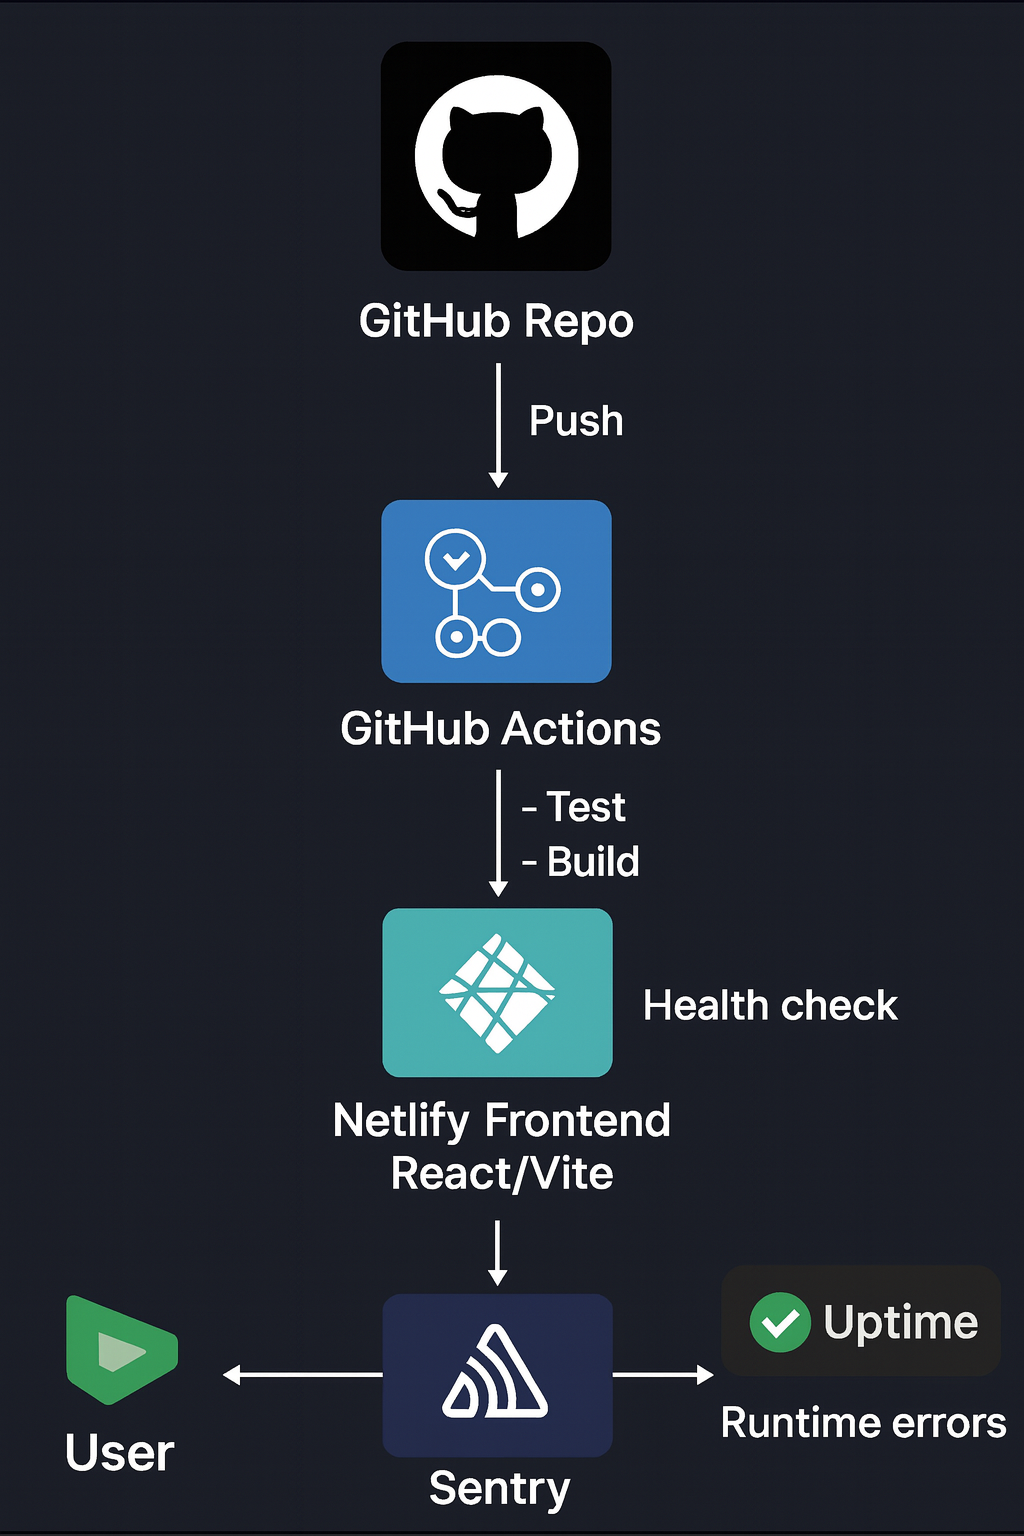 GitHub Repo
Push
GitHub Actions
- Test
- Build
Health check
Netlify Frontend
React/Vite
Uptime
Runtime errors
User
Sentry